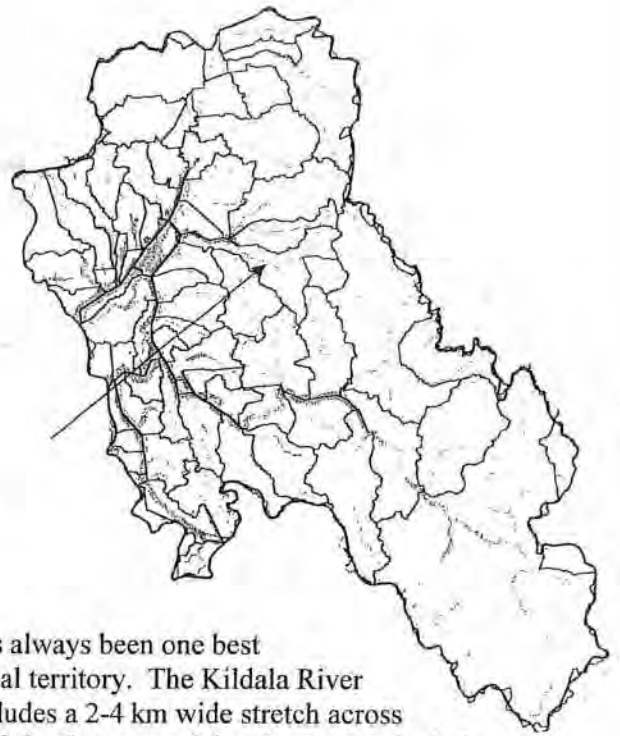 s always been one best
al territory. The Kildala River
ludes a 2-4 km wide stretch across